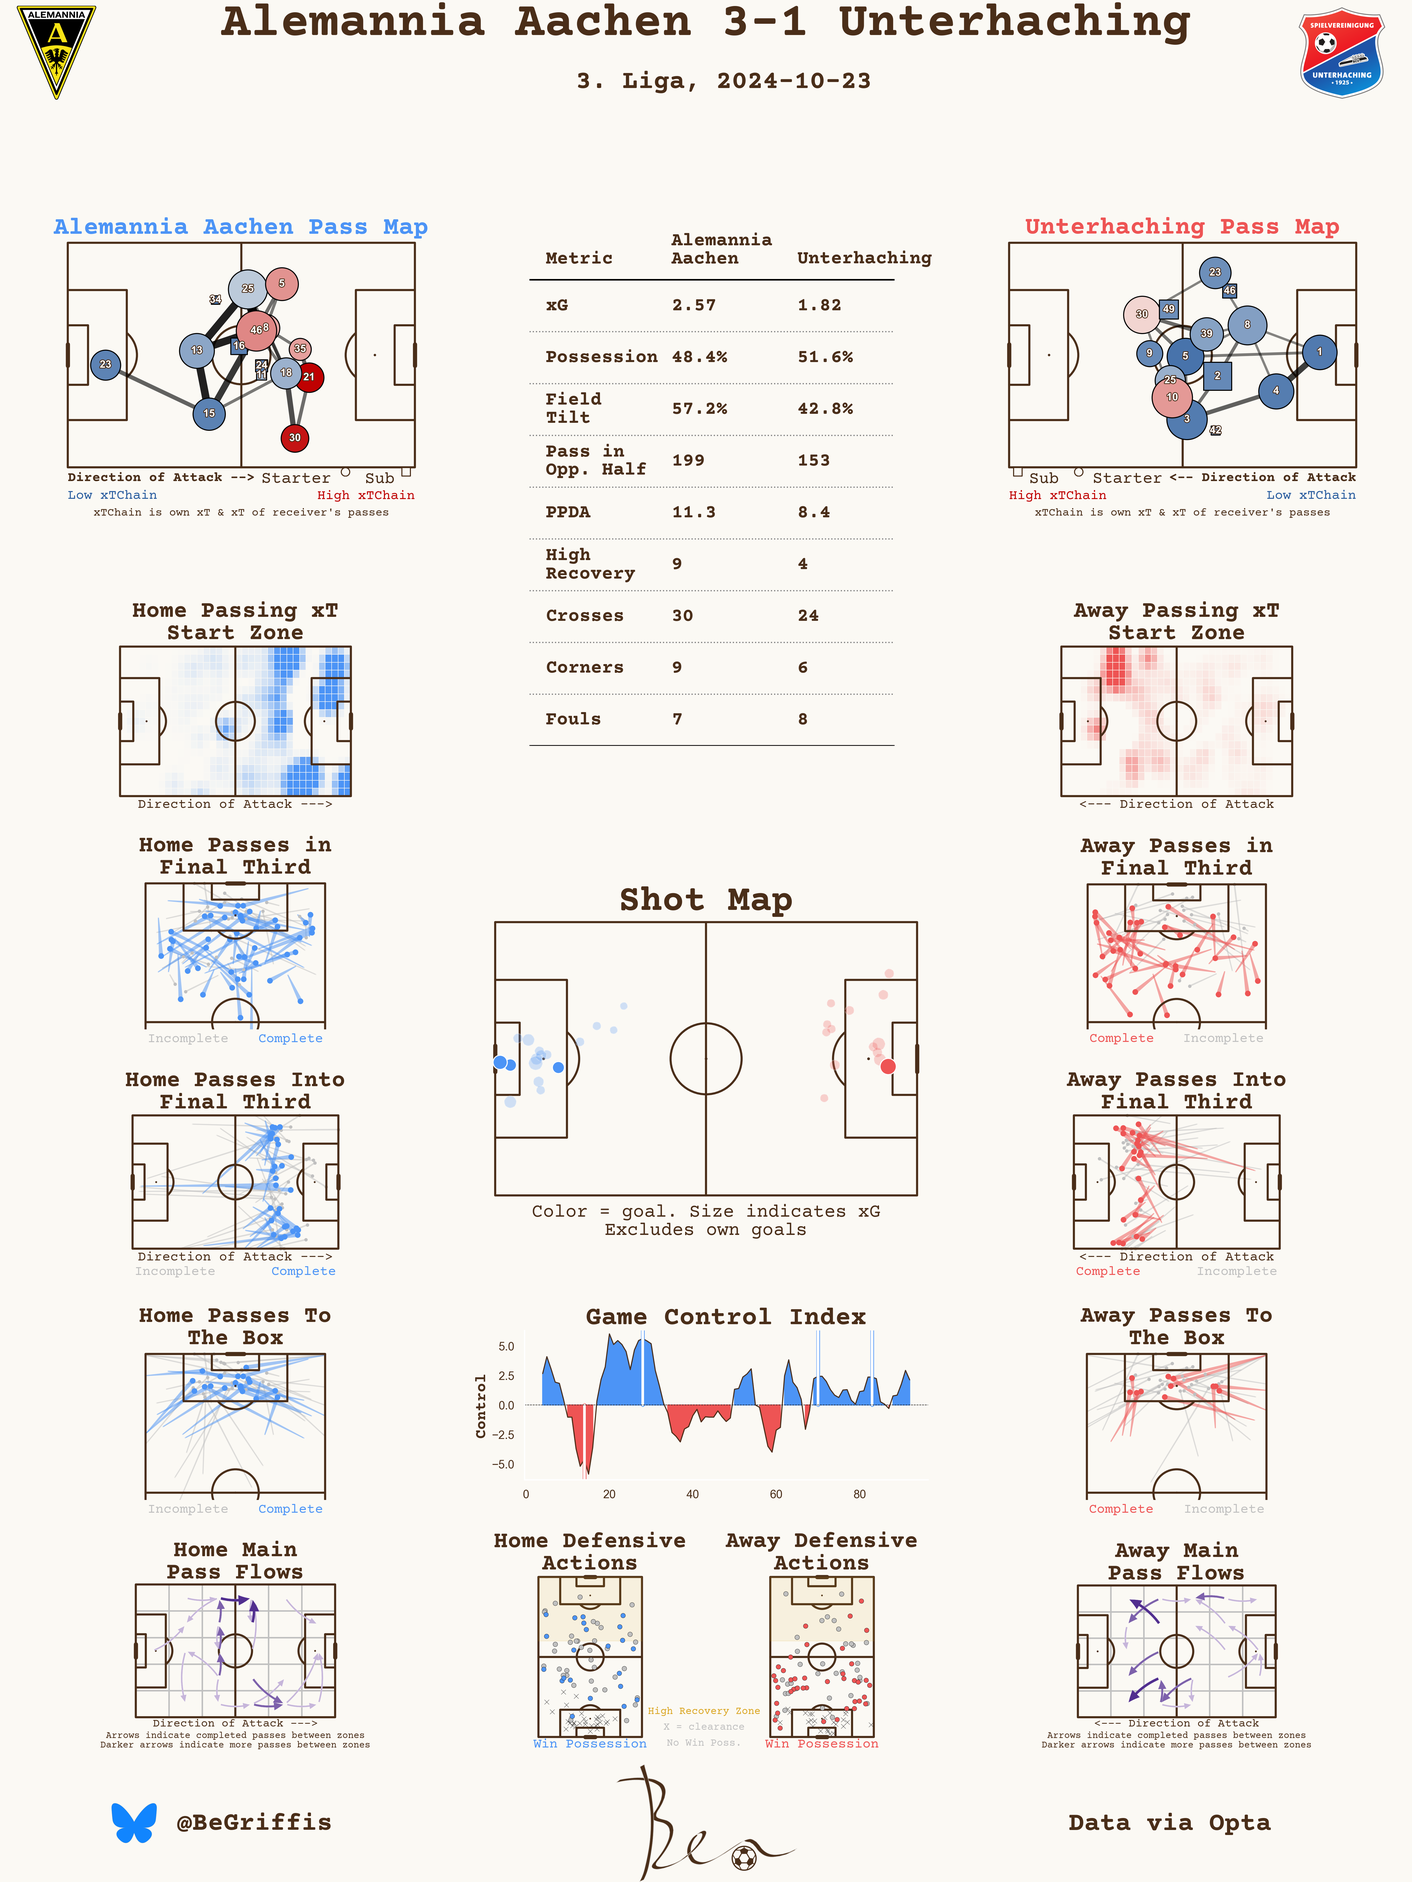 Alemannia Aachen 3-1 Unterhaching
3. Liga, 2024-10-23
ALEMANNIA
A
SPIELVEREINIGUNG
UNTERHACHING
• 1925 •
Alemannia Aachen Pass Map
34
25
5
46
8
13
16
35
24
11
18
21
23
15
30
Direction of Attack --> Starter Sub
Low xTChain High xTChain
xTChain is own xT & xT of receiver's passes
Metric Alemannia Aachen Unterhaching
xG 2.57 1.82
Possession 48.4% 51.6%
Field Tilt 57.2% 42.8%
Pass in Opp. Half 199 153
PPDA 11.3 8.4
High Recovery 9 4
Crosses 30 24
Corners 9 6
Fouls 7 8
Unterhaching Pass Map
23
46
49
30
8
39
9
5
1
25
2
4
10
3
42
Sub Starter <-- Direction of Attack
High xTChain Low xTChain
xTChain is own xT & xT of receiver's passes
Home Passing xT
Start Zone
Direction of Attack --->
Away Passing xT
Start Zone
<--- Direction of Attack
Home Passes in
Final Third
Incomplete Complete
Away Passes in
Final Third
Complete Incomplete
Shot Map
Color = goal. Size indicates xG
Excludes own goals
Home Passes Into
Final Third
Direction of Attack --->
Incomplete Complete
Away Passes Into
Final Third
<--- Direction of Attack
Complete Incomplete
Home Passes To
The Box
Incomplete Complete
Game Control Index
Control
5.0
2.5
0.0
−2.5
−5.0
0 20 40 60 80
Away Passes To
The Box
Complete Incomplete
Home Main
Pass Flows
Direction of Attack --->
Arrows indicate completed passes between zones
Darker arrows indicate more passes between zones
Home Defensive
Actions
Win Possession
High Recovery Zone
X = clearance
No Win Poss.
Away Defensive
Actions
Win Possession
Away Main
Pass Flows
<--- Direction of Attack
Arrows indicate completed passes between zones
Darker arrows indicate more passes between zones
@BeGriffis
Ben
Data via Opta